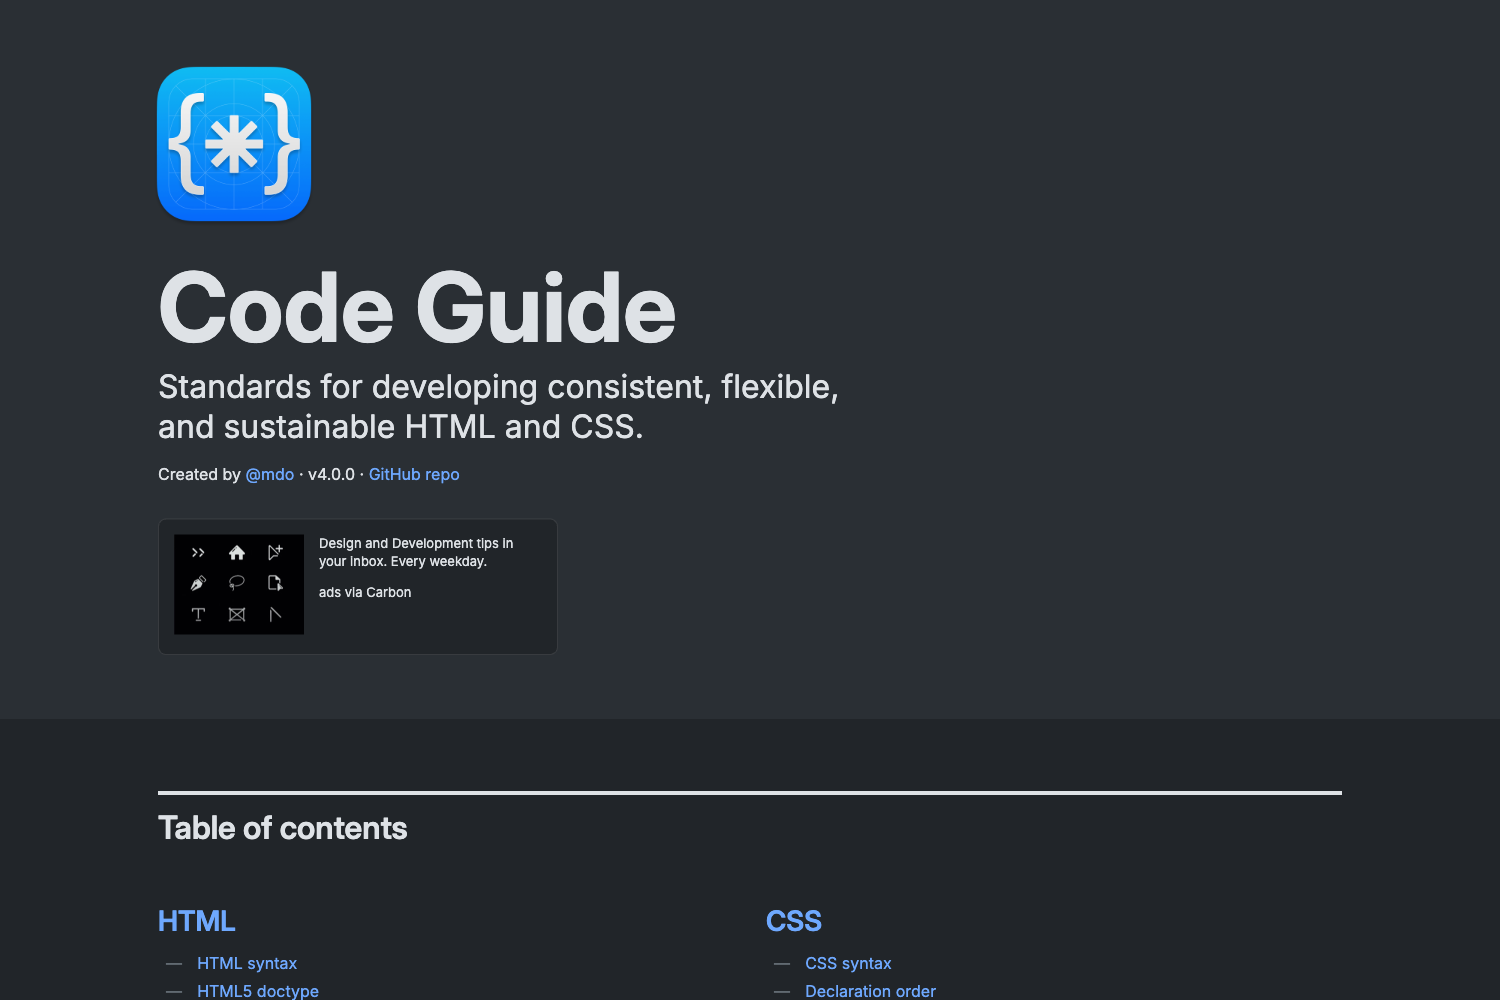 {*}
Code Guide
Standards for developing consistent, flexible,
and sustainable HTML and CSS.
Created by @mdo · v4.0.0 · GitHub repo
Design and Development tips in
your inbox. Every weekday.
ads via Carbon
Table of contents
HTML
— HTML syntax
— HTML5 doctype
CSS
— CSS syntax
— Declaration order